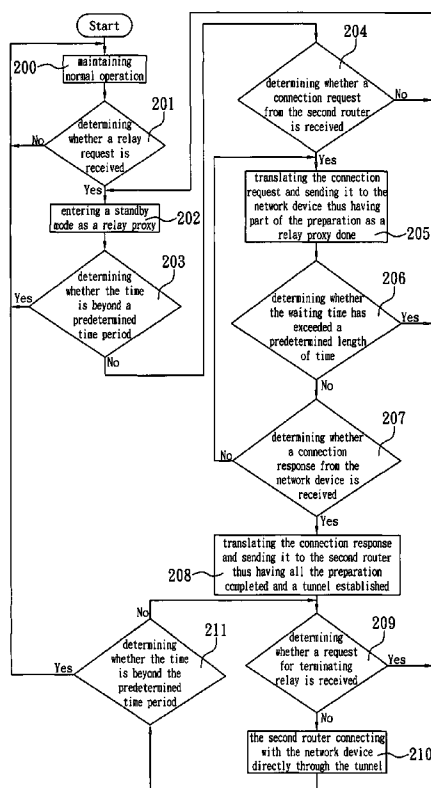 Start
200
maintaining
normal operation
201
determining
whether a relay
request is
received
No
Yes
entering a standby
mode as a relay proxy
202
203
determining
whether the time
is beyond a
predetermined
time period
Yes
No
204
determining whether a
connection request
from the second router
is received
No
Yes
translating the connection
request and sending it to the
network device thus having
part of the preparation as a
relay proxy done
205
206
determining whether
the waiting time has
exceeded a
predetermined length
of time
Yes
No
207
determining whether
a connection
response from the
network device is
received
No
Yes
translating the connection response
and sending it to the second router
thus having all the preparation
completed and a tunnel established
208
209
determining
whether a request
for terminating
relay is received
Yes
No
the second router connecting
with the network device
directly through the tunnel
210
211
determining
whether the time
is beyond the
predetermined
time period
No
Yes